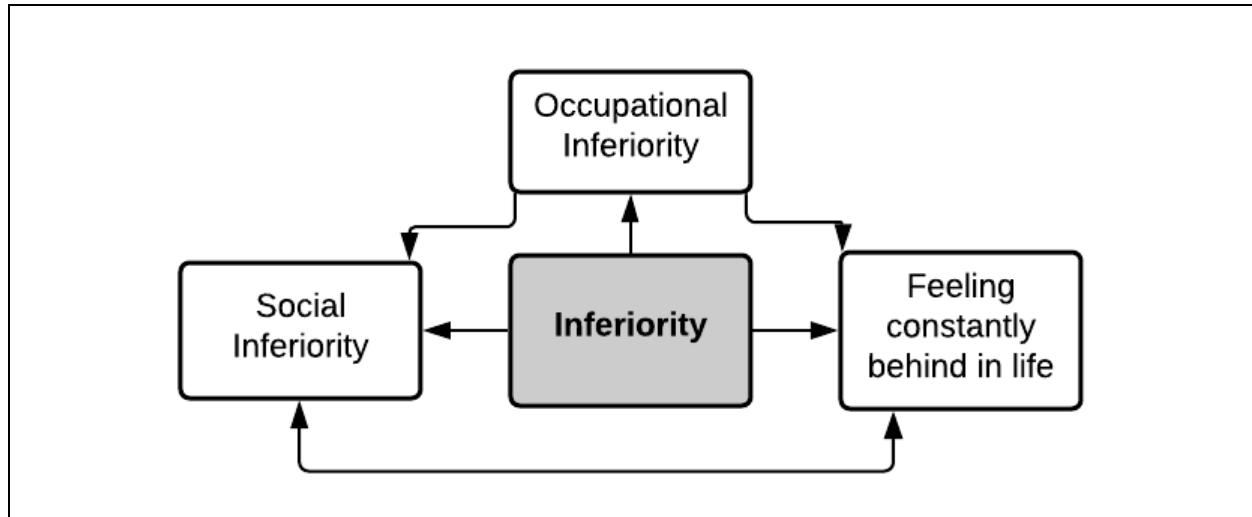 Occupational
Inferiority
Social
Inferiority
Inferiority
Feeling
constantly
behind in life